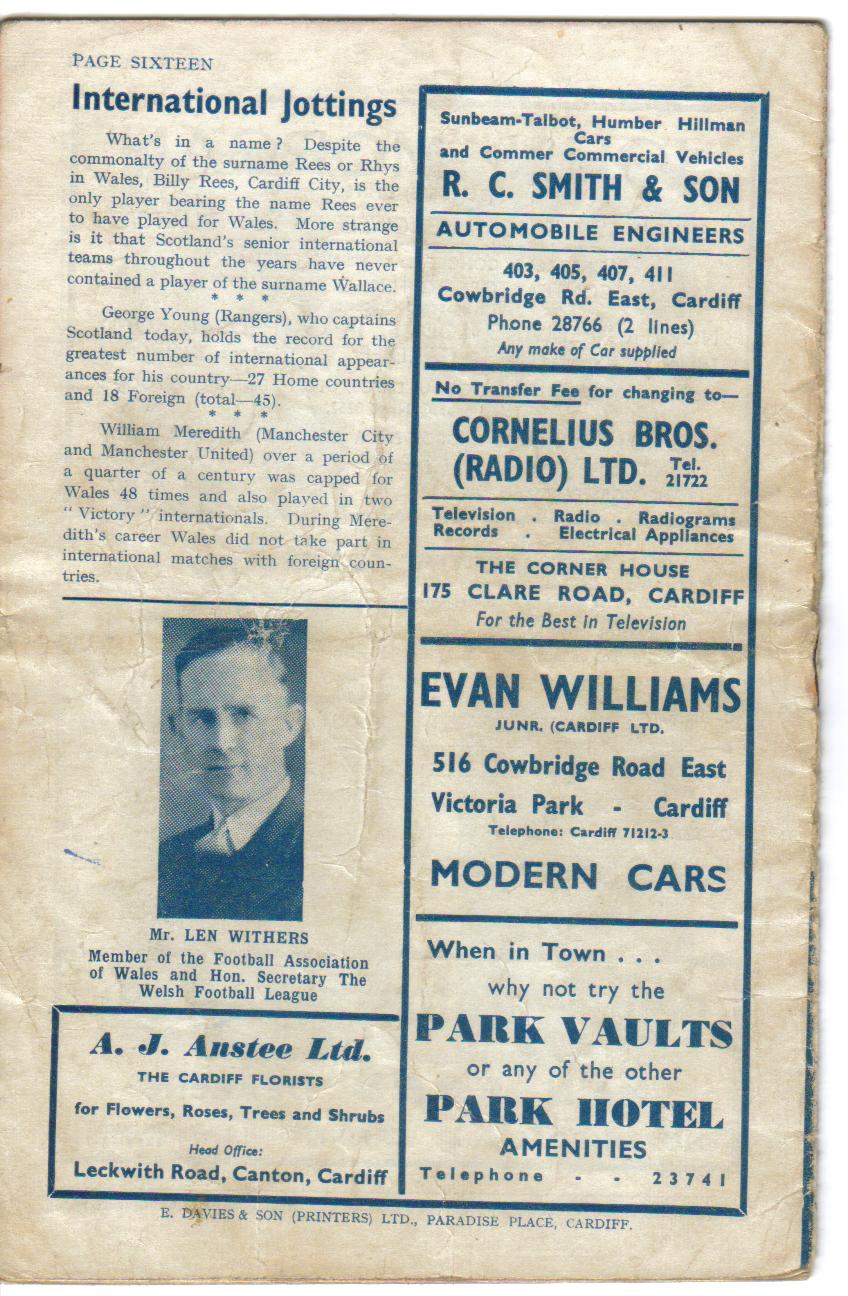 PAGE SIXTEEN
International Jottings
What's in a name? Despite the
commonalty of the surname Rees or Rhys
in Wales, Billy Rees, Cardiff City, is the
only player bearing the name Rees ever
to have played for Wales. More strange
is it that Scotland's senior international
teams throughout the years have never
contained a player of the surname Wallace.
* * *
George Young (Rangers), who captains
Scotland today, holds the record for the
greatest number of international appear-
ances for his country—27 Home countries
and 18 Foreign (total—45).
* * *
William Meredith (Manchester City
and Manchester United) over a period of
a quarter of a century was capped for
Wales 48 times and also played in two
" Victory " internationals. During Mere-
dith's career Wales did not take part in
international matches with foreign coun-
tries.
Mr. LEN WITHERS
Member of the Football Association
of Wales and Hon. Secretary The
Welsh Football League
A. J. Anstee Ltd.
THE CARDIFF FLORISTS
for Flowers, Roses, Trees and Shrubs
Head Office:
Leckwith Road, Canton, Cardiff
Sunbeam-Talbot, Humber Hillman
Cars
and Commer Commercial Vehicles
R. C. SMITH & SON
AUTOMOBILE ENGINEERS
403, 405, 407, 411
Cowbridge Rd. East, Cardiff
Phone 28766 (2 lines)
Any make of Car supplied
No Transfer Fee for changing to—
CORNELIUS BROS.
(RADIO) LTD. Tel. 21722
Television . Radio . Radiograms
Records . Electrical Appliances
THE CORNER HOUSE
175 CLARE ROAD, CARDIFF
For the Best in Television
EVAN WILLIAMS
JUNR. (CARDIFF LTD.
516 Cowbridge Road East
Victoria Park - Cardiff
Telephone: Cardiff 71212-3
MODERN CARS
When in Town . . .
why not try the
PARK VAULTS
or any of the other
PARK HOTEL
AMENITIES
Telephone - - 23741
E. DAVIES & SON (PRINTERS) LTD., PARADISE PLACE, CARDIFF.